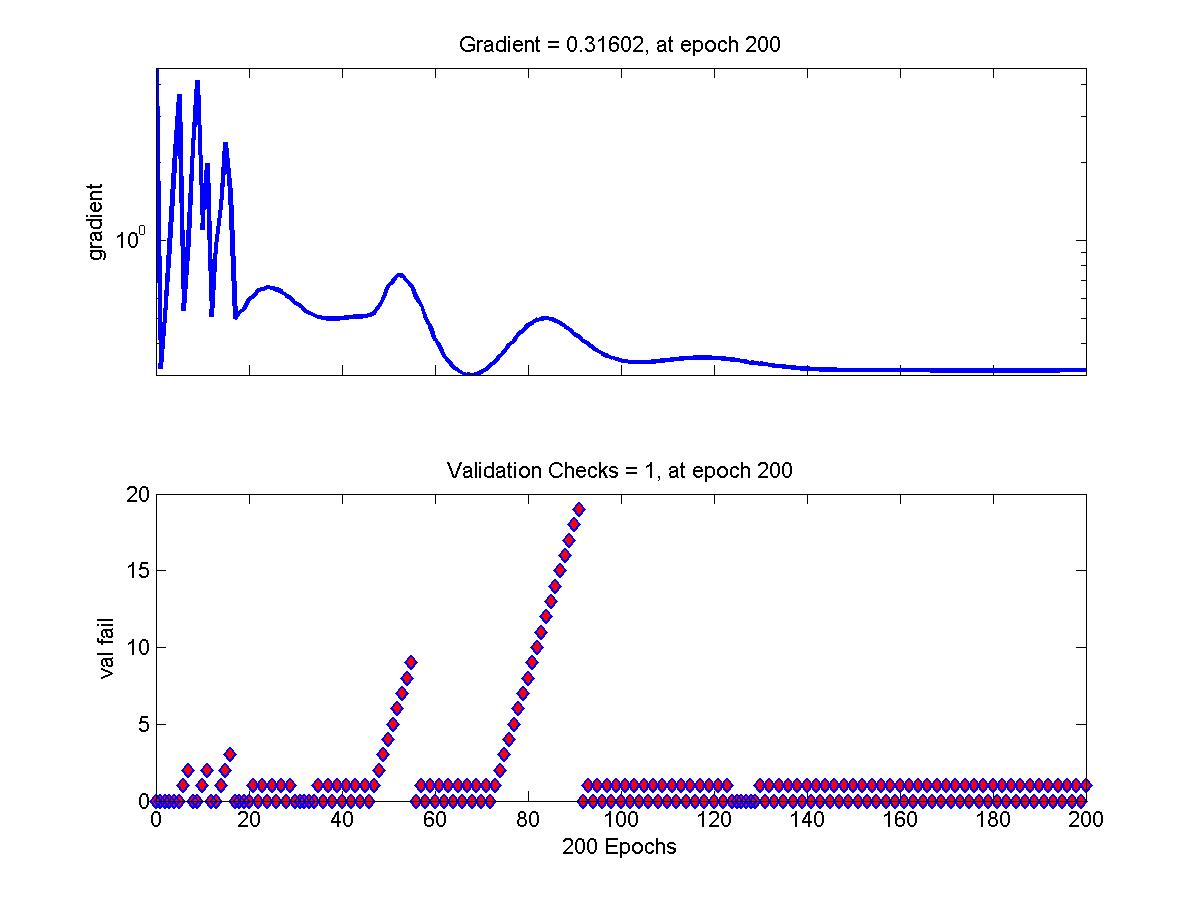 Gradient = 0.31602, at epoch 200
gradient
10^0
Validation Checks = 1, at epoch 200
val fail
20
15
10
5
0
0 20 40 60 80 100 120 140 160 180 200
200 Epochs